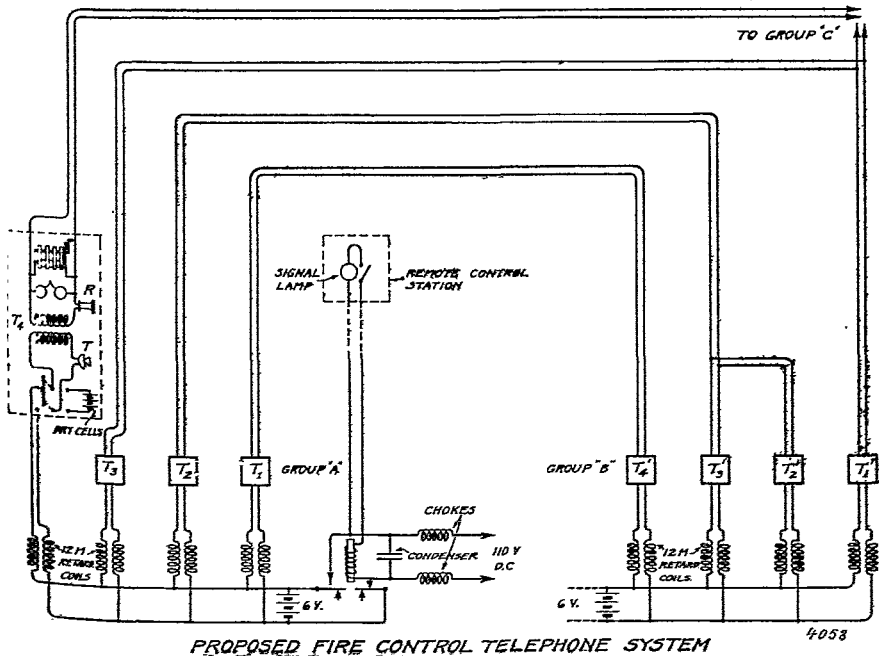 TO GROUP "C"
SIGNAL
LAMP
REMOTE CONTROL
STATION
R
T4
T
DRY CELLS
T3
T2
T1
GROUP "A"
GROUP "B"
T4'
T3'
T2'
T1'
CHOKES
CONDENSER
110 V
D.C
12 M
RETARD
COILS
12 M
RETARD
COILS.
6 V.
6 V.
4053
PROPOSED FIRE CONTROL TELEPHONE SYSTEM